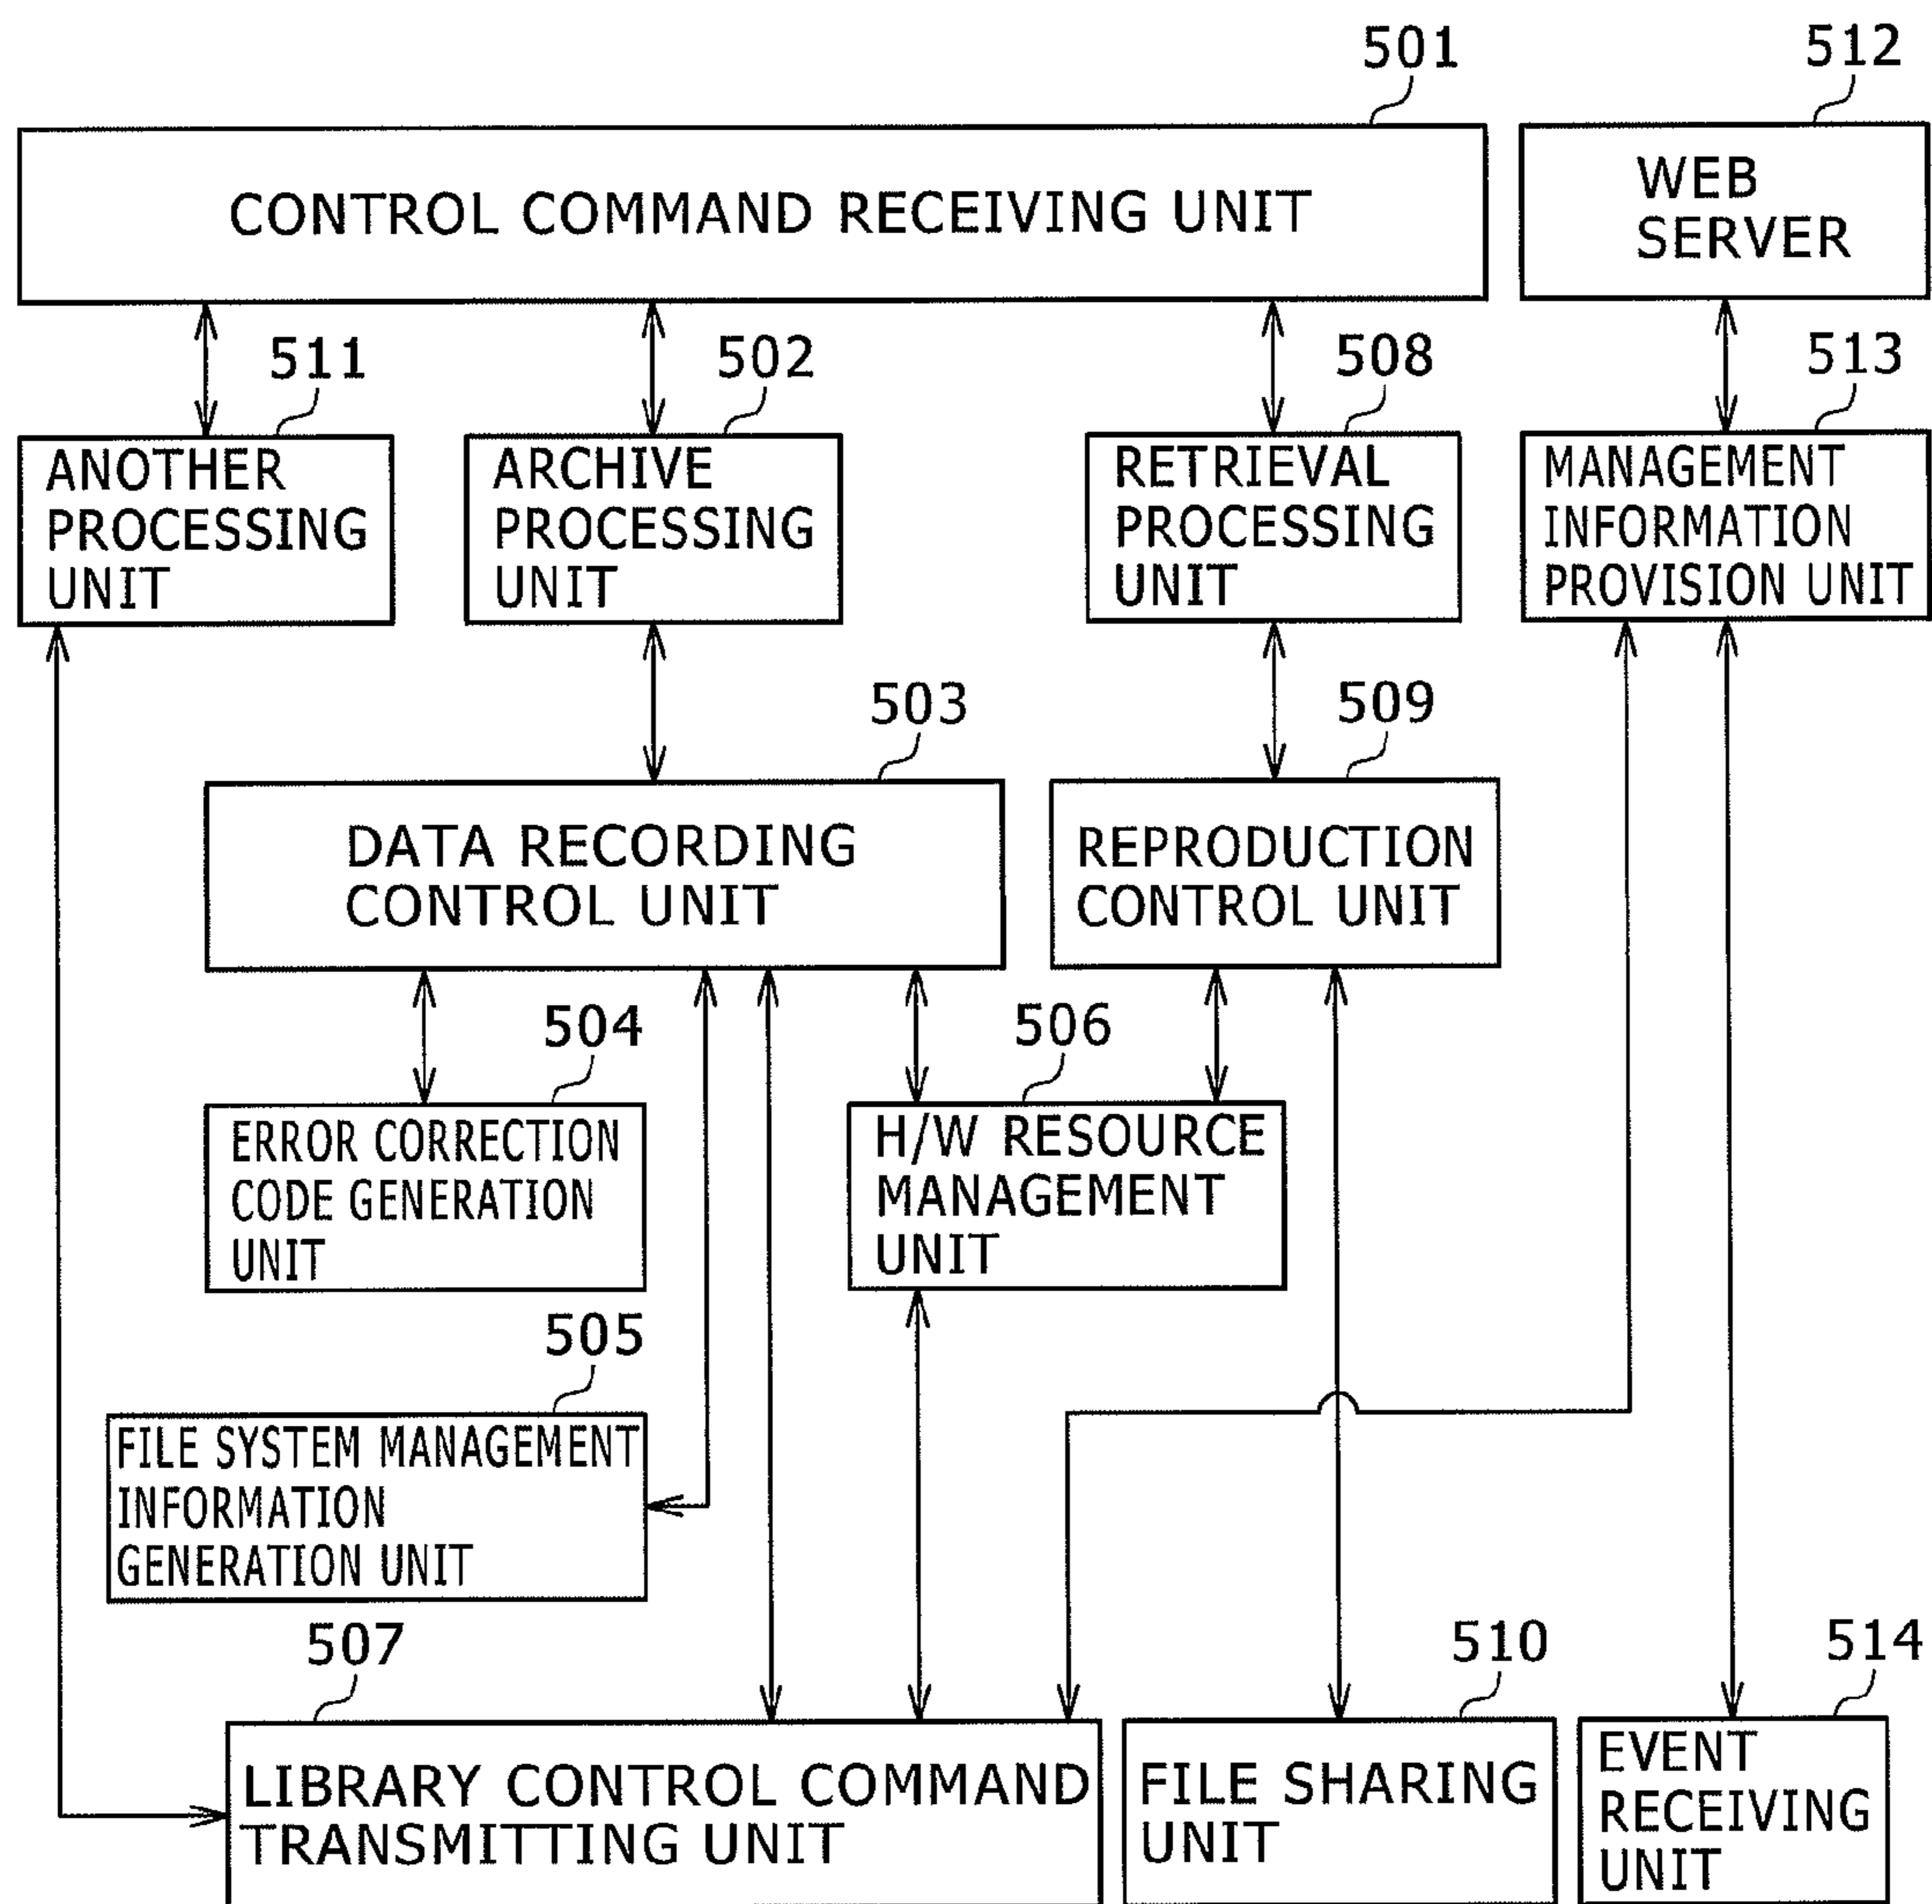 501
512
CONTROL COMMAND RECEIVING UNIT
WEB
SERVER
511
502
508
513
ANOTHER
PROCESSING
UNIT
ARCHIVE
PROCESSING
UNIT
RETRIEVAL
PROCESSING
UNIT
MANAGEMENT
INFORMATION
PROVISION UNIT
503
509
DATA RECORDING
CONTROL UNIT
REPRODUCTION
CONTROL UNIT
504
506
ERROR CORRECTION
CODE GENERATION
UNIT
H/W RESOURCE
MANAGEMENT
UNIT
505
FILE SYSTEM MANAGEMENT
INFORMATION
GENERATION UNIT
507
510
514
LIBRARY CONTROL COMMAND
TRANSMITTING UNIT
FILE SHARING
UNIT
EVENT
RECEIVING
UNIT